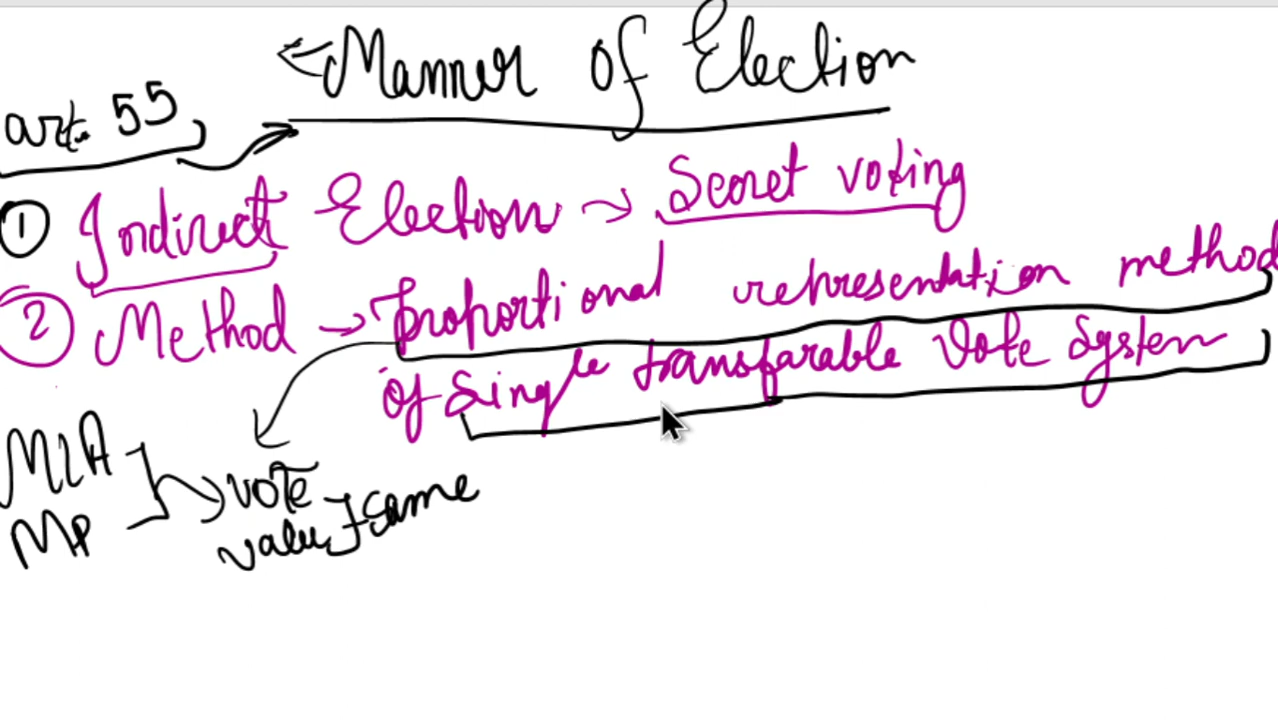 Manner of Election
art. 55
① Indirect Election → Secret voting
② Method → Proportional representation method
of Single transfarable Vote System
MLA
MP
vote
value
same